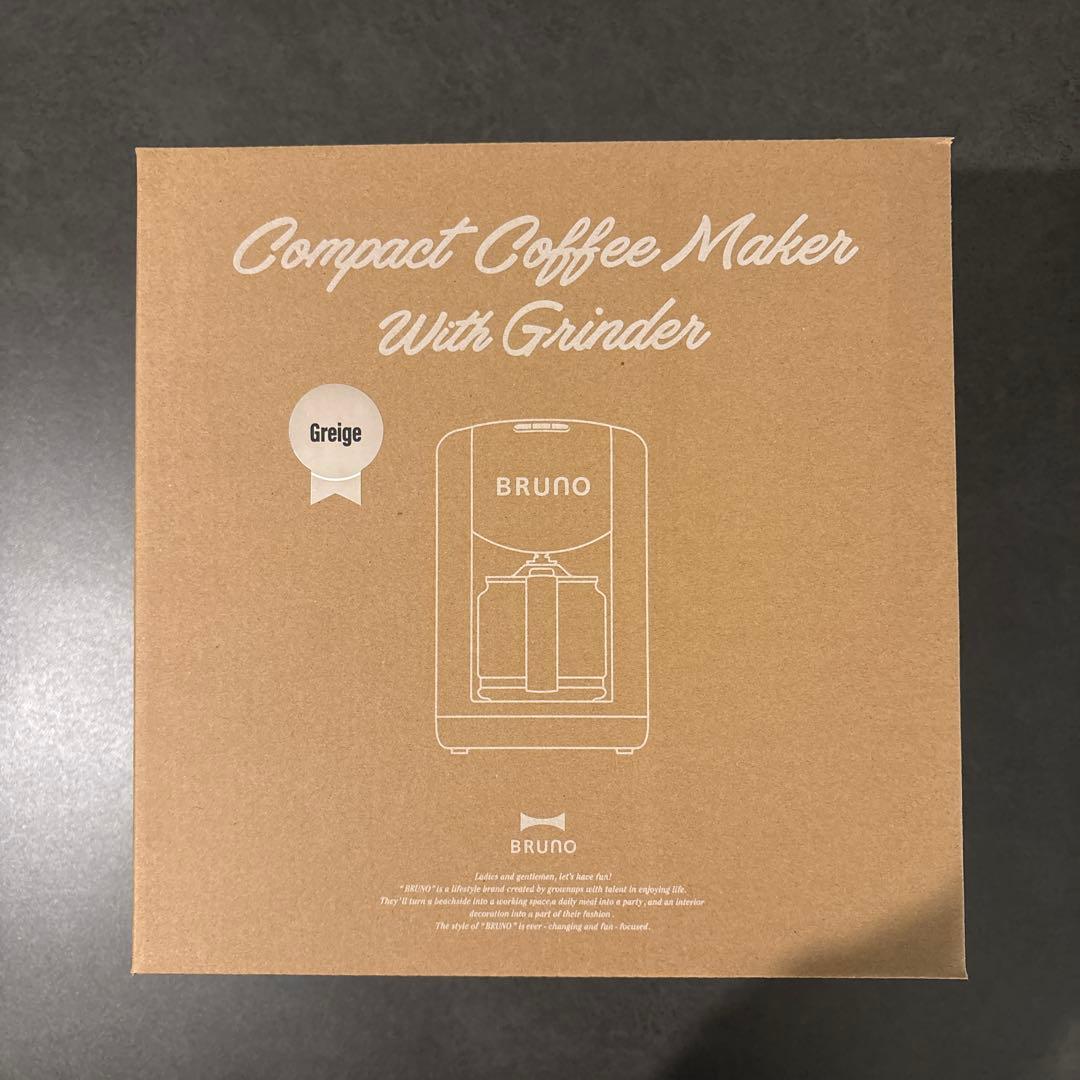 Compact Coffee Maker
With Grinder
Greige
BRUNO
BRUNO
Ladies and gentlemen, let's have fun!
"BRUNO" is a lifestyle brand created by grownups with talent in enjoying life.
They'll turn a beachside into a working space,a daily meal into a party, and an interior
decoration into a part of their fashion.
The style of "BRUNO" is ever - changing and fun - focused.